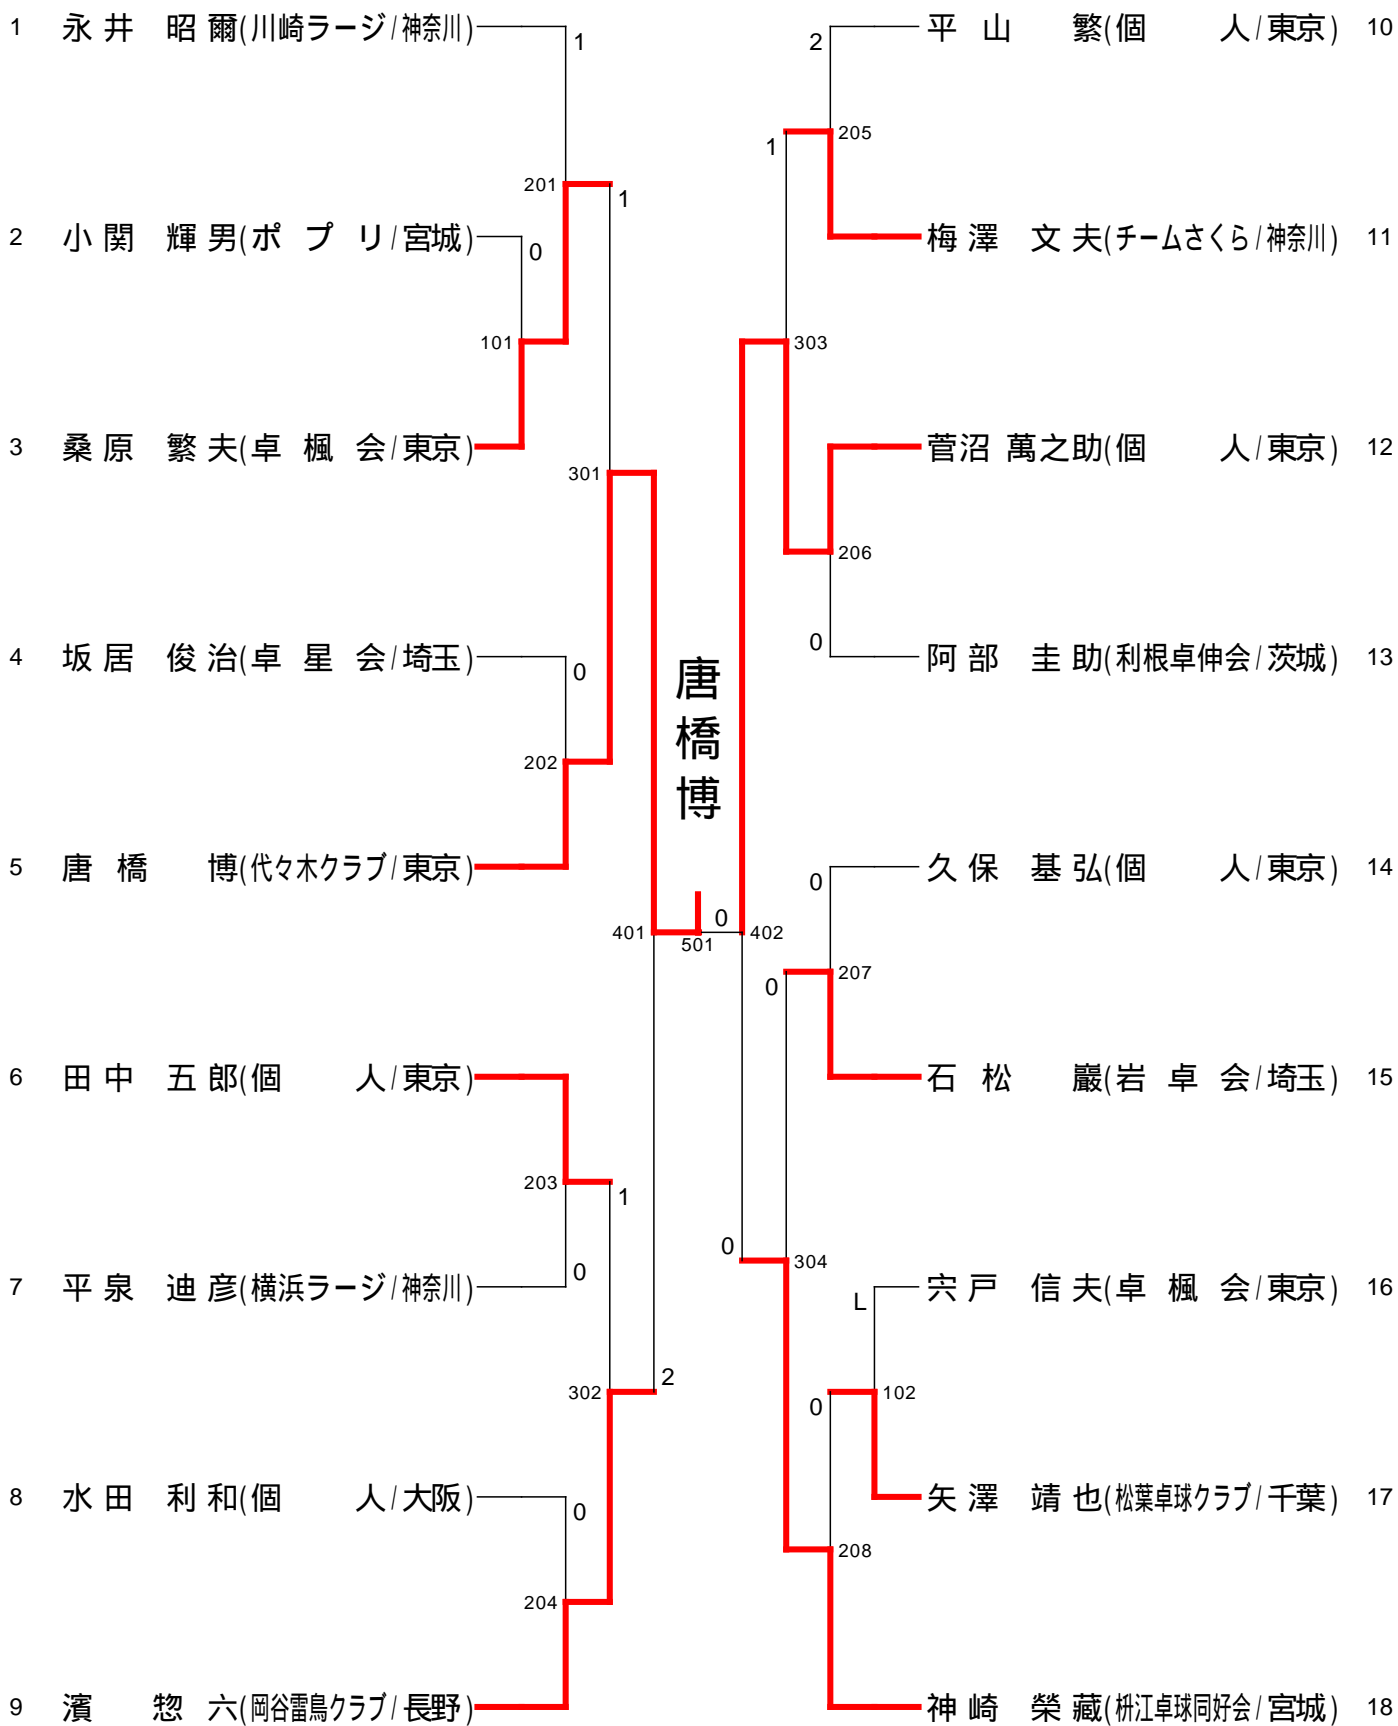 1 永井 昭爾(川崎ラージ/神奈川)
1
201
1
2 小関 輝男(ポプリ/宮城)
0
101
3 桑原 繁夫(卓楓会/東京)
301
4 坂居 俊治(卓星会/埼玉)
0
202
5 唐橋 博(代々木クラブ/東京)
401
6 田中 五郎(個人/東京)
203
1
7 平泉 迪彦(横浜ラージ/神奈川)
0
302
2
8 水田 利和(個人/大阪)
0
204
9 濱 惣六(岡谷雷鳥クラブ/長野)
唐橋博
501
0
平山 繁(個人/東京) 10
2
205
1
梅澤 文夫(チームさくら/神奈川) 11
303
菅沼 萬之助(個人/東京) 12
206
0
阿部 圭助(利根卓伸会/茨城) 13
402
久保 基弘(個人/東京) 14
0
207
0
石松 巖(岩卓会/埼玉) 15
0
304
宍戸 信夫(卓楓会/東京) 16
L
102
0
矢澤 靖也(松葉卓球クラブ/千葉) 17
208
神崎 榮藏(枡江卓球同好会/宮城) 18